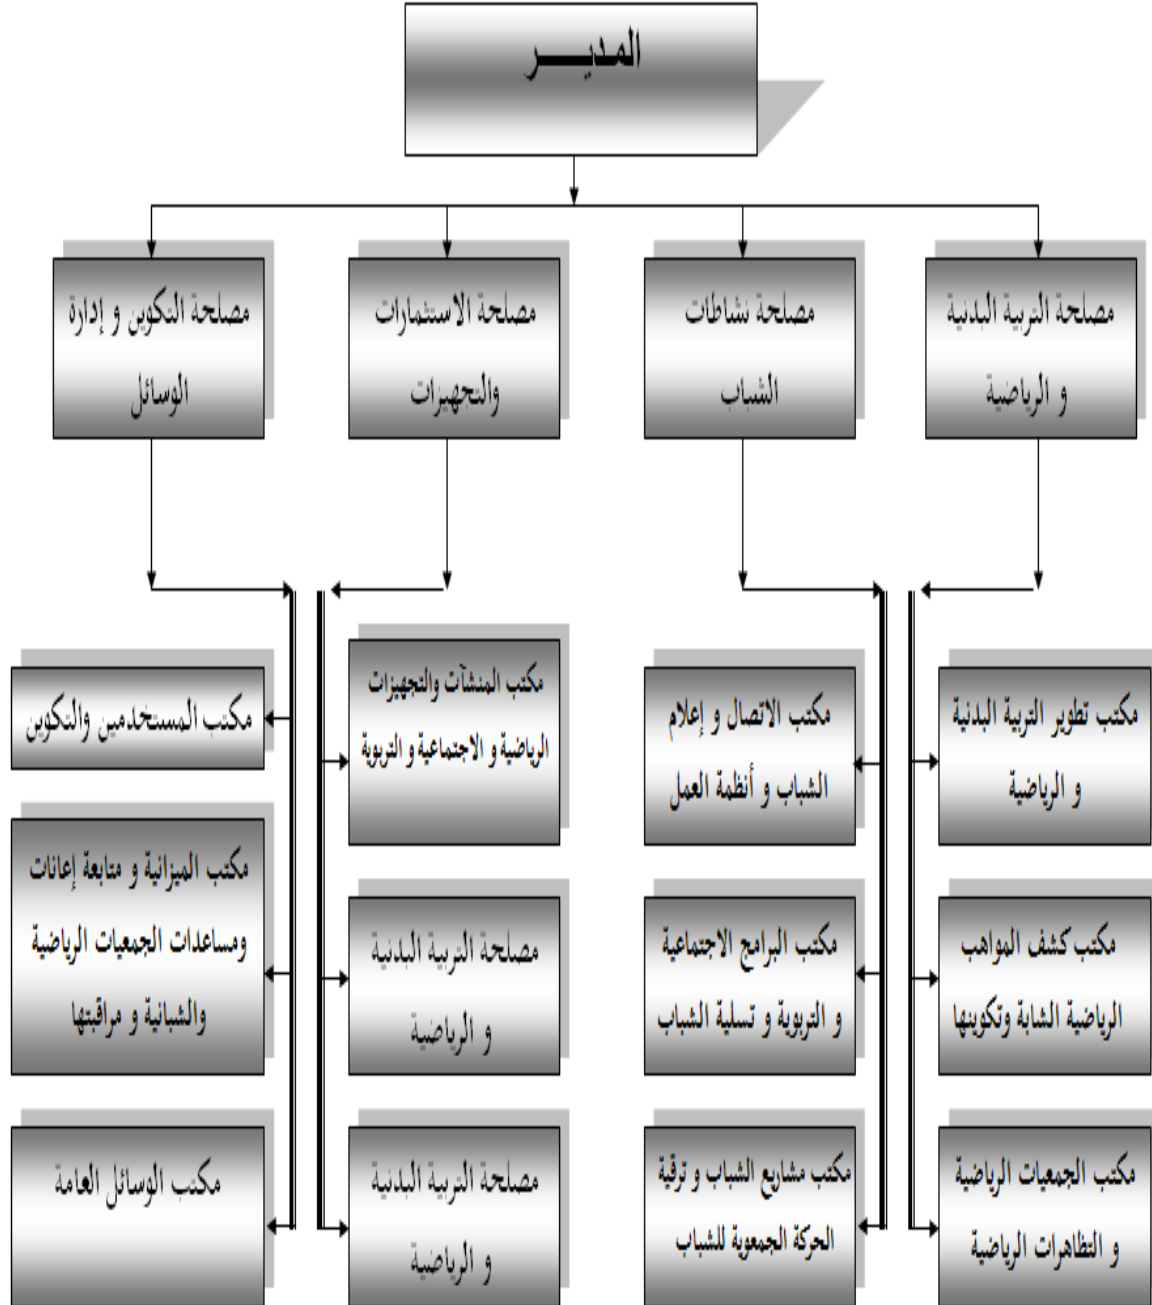 المديـــر
مصلحة التربية البدنية
و الرياضية
مصلحة نشاطات
الشباب
مصلحة الاستثمارات
والتجهيزات
مصلحة التكوين و إدارة
الوسائل
مكتب تطوير التربية البدنية
و الرياضية
مكتب كشف المواهب
الرياضية الشابة وتكوينها
مكتب الجمعيات الرياضية
و التظاهرات الرياضية
مكتب الاتصال و إعلام
الشباب و أنظمة العمل
مكتب البرامج الاجتماعية
و التربوية و تسلية الشباب
مكتب مشاريع الشباب و ترقية
الحركة الجمعوية للشباب
مكتب المنشآت والتجهيزات
الرياضية و الاجتماعية و التربوية
مصلحة التربية البدنية
و الرياضية
مصلحة التربية البدنية
و الرياضية
مكتب المستخدمين والتكوين
مكتب الميزانية و متابعة إعانات
ومساعدات الجمعيات الرياضية
والشبانية و مراقبتها
مكتب الوسائل العامة